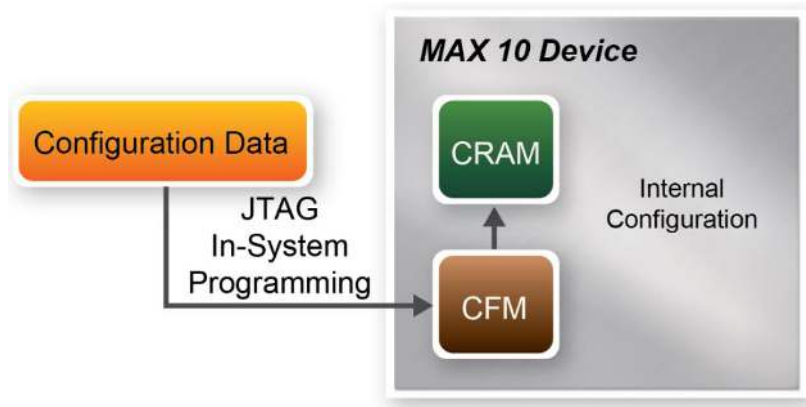 MAX 10 Device
Configuration Data
CRAM
Internal
Configuration
JTAG
In-System
Programming
CFM